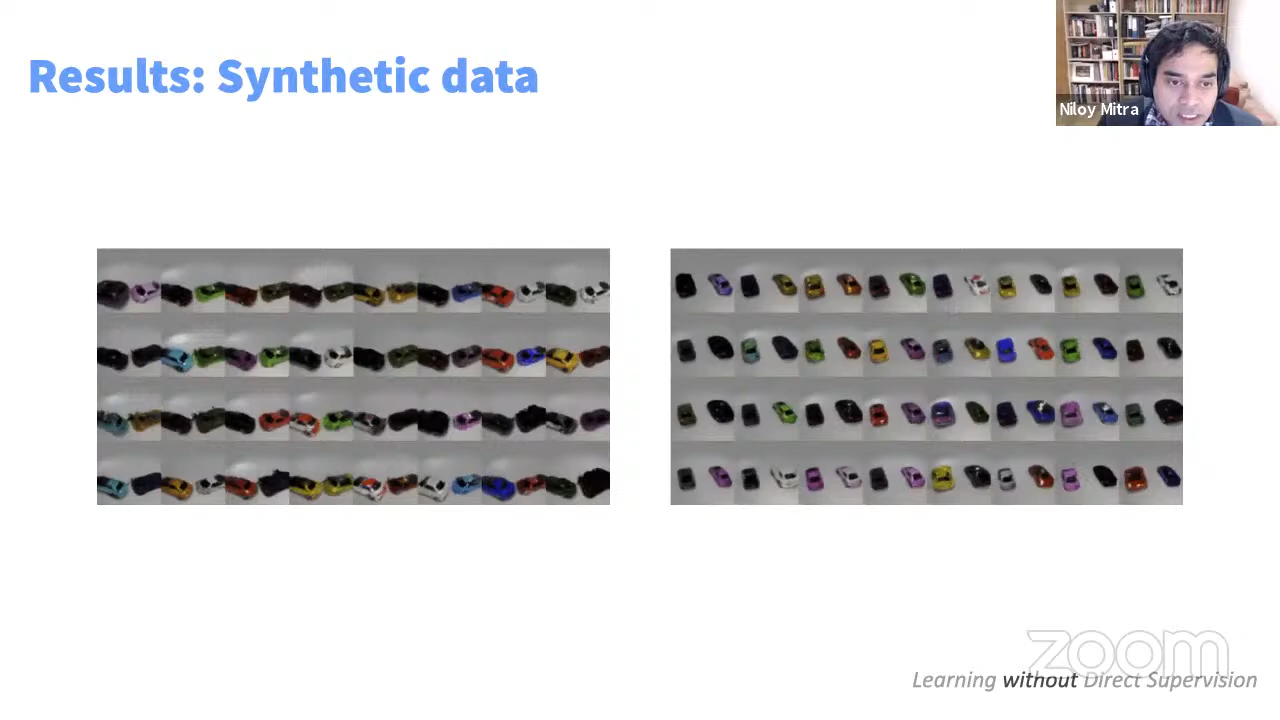 Results: Synthetic data
Niloy Mitra
zoom
Learning without Direct Supervision